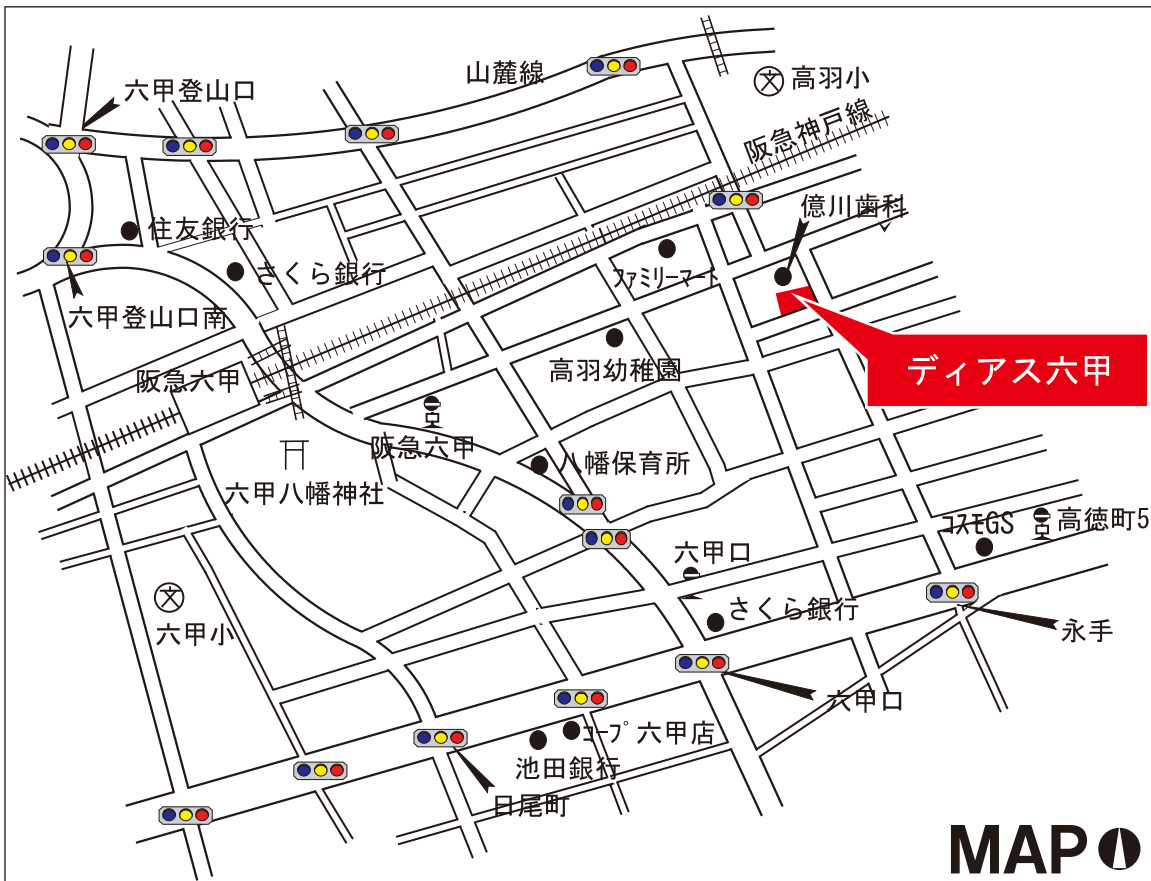 山麓線
高羽小
六甲登山口
阪急神戸線
住友銀行
億川歯科
さくら銀行
ファミリーマート
六甲登山口南
ディアス六甲
阪急六甲
高羽幼稚園
阪急六甲
八幡保育所
六甲八幡神社
コスモGS
高徳町5
六甲口
さくら銀行
六甲小
永手
六甲口
コープ 六甲店
池田銀行
日尾町
MAP